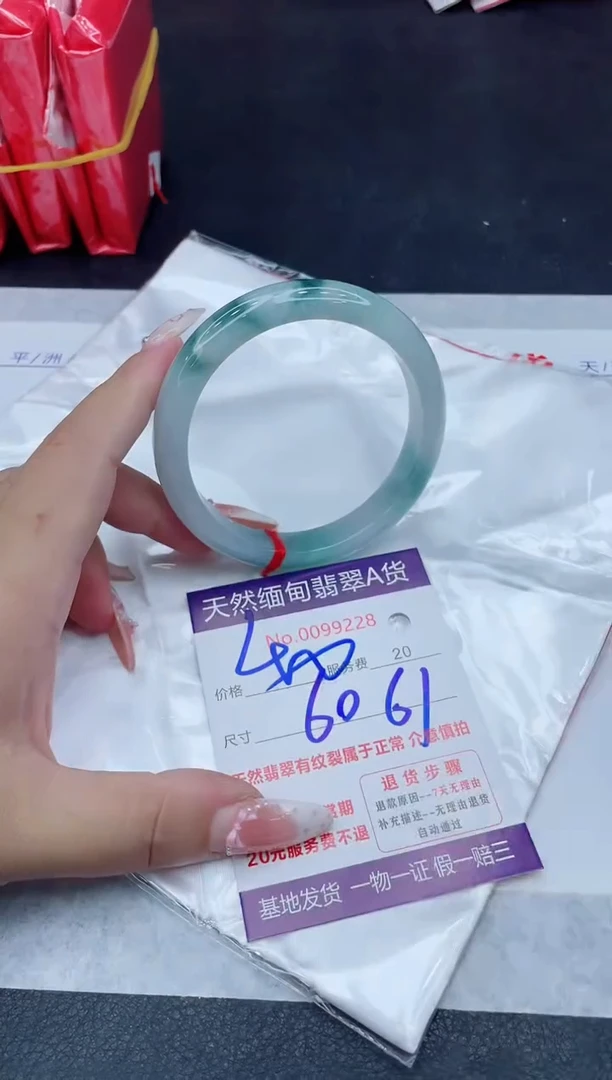 平/洲
天/
天然缅甸翡翠A货
No.0099228
价格 服务费 20
尺寸 60 61
天然翡翠有纹裂属于正常 介意慎拍
退货步骤
退款原因--7天无理由
补充描述--无理由退货
自动通过
20元服务费不退
基地发货 一物一证 假一赔三